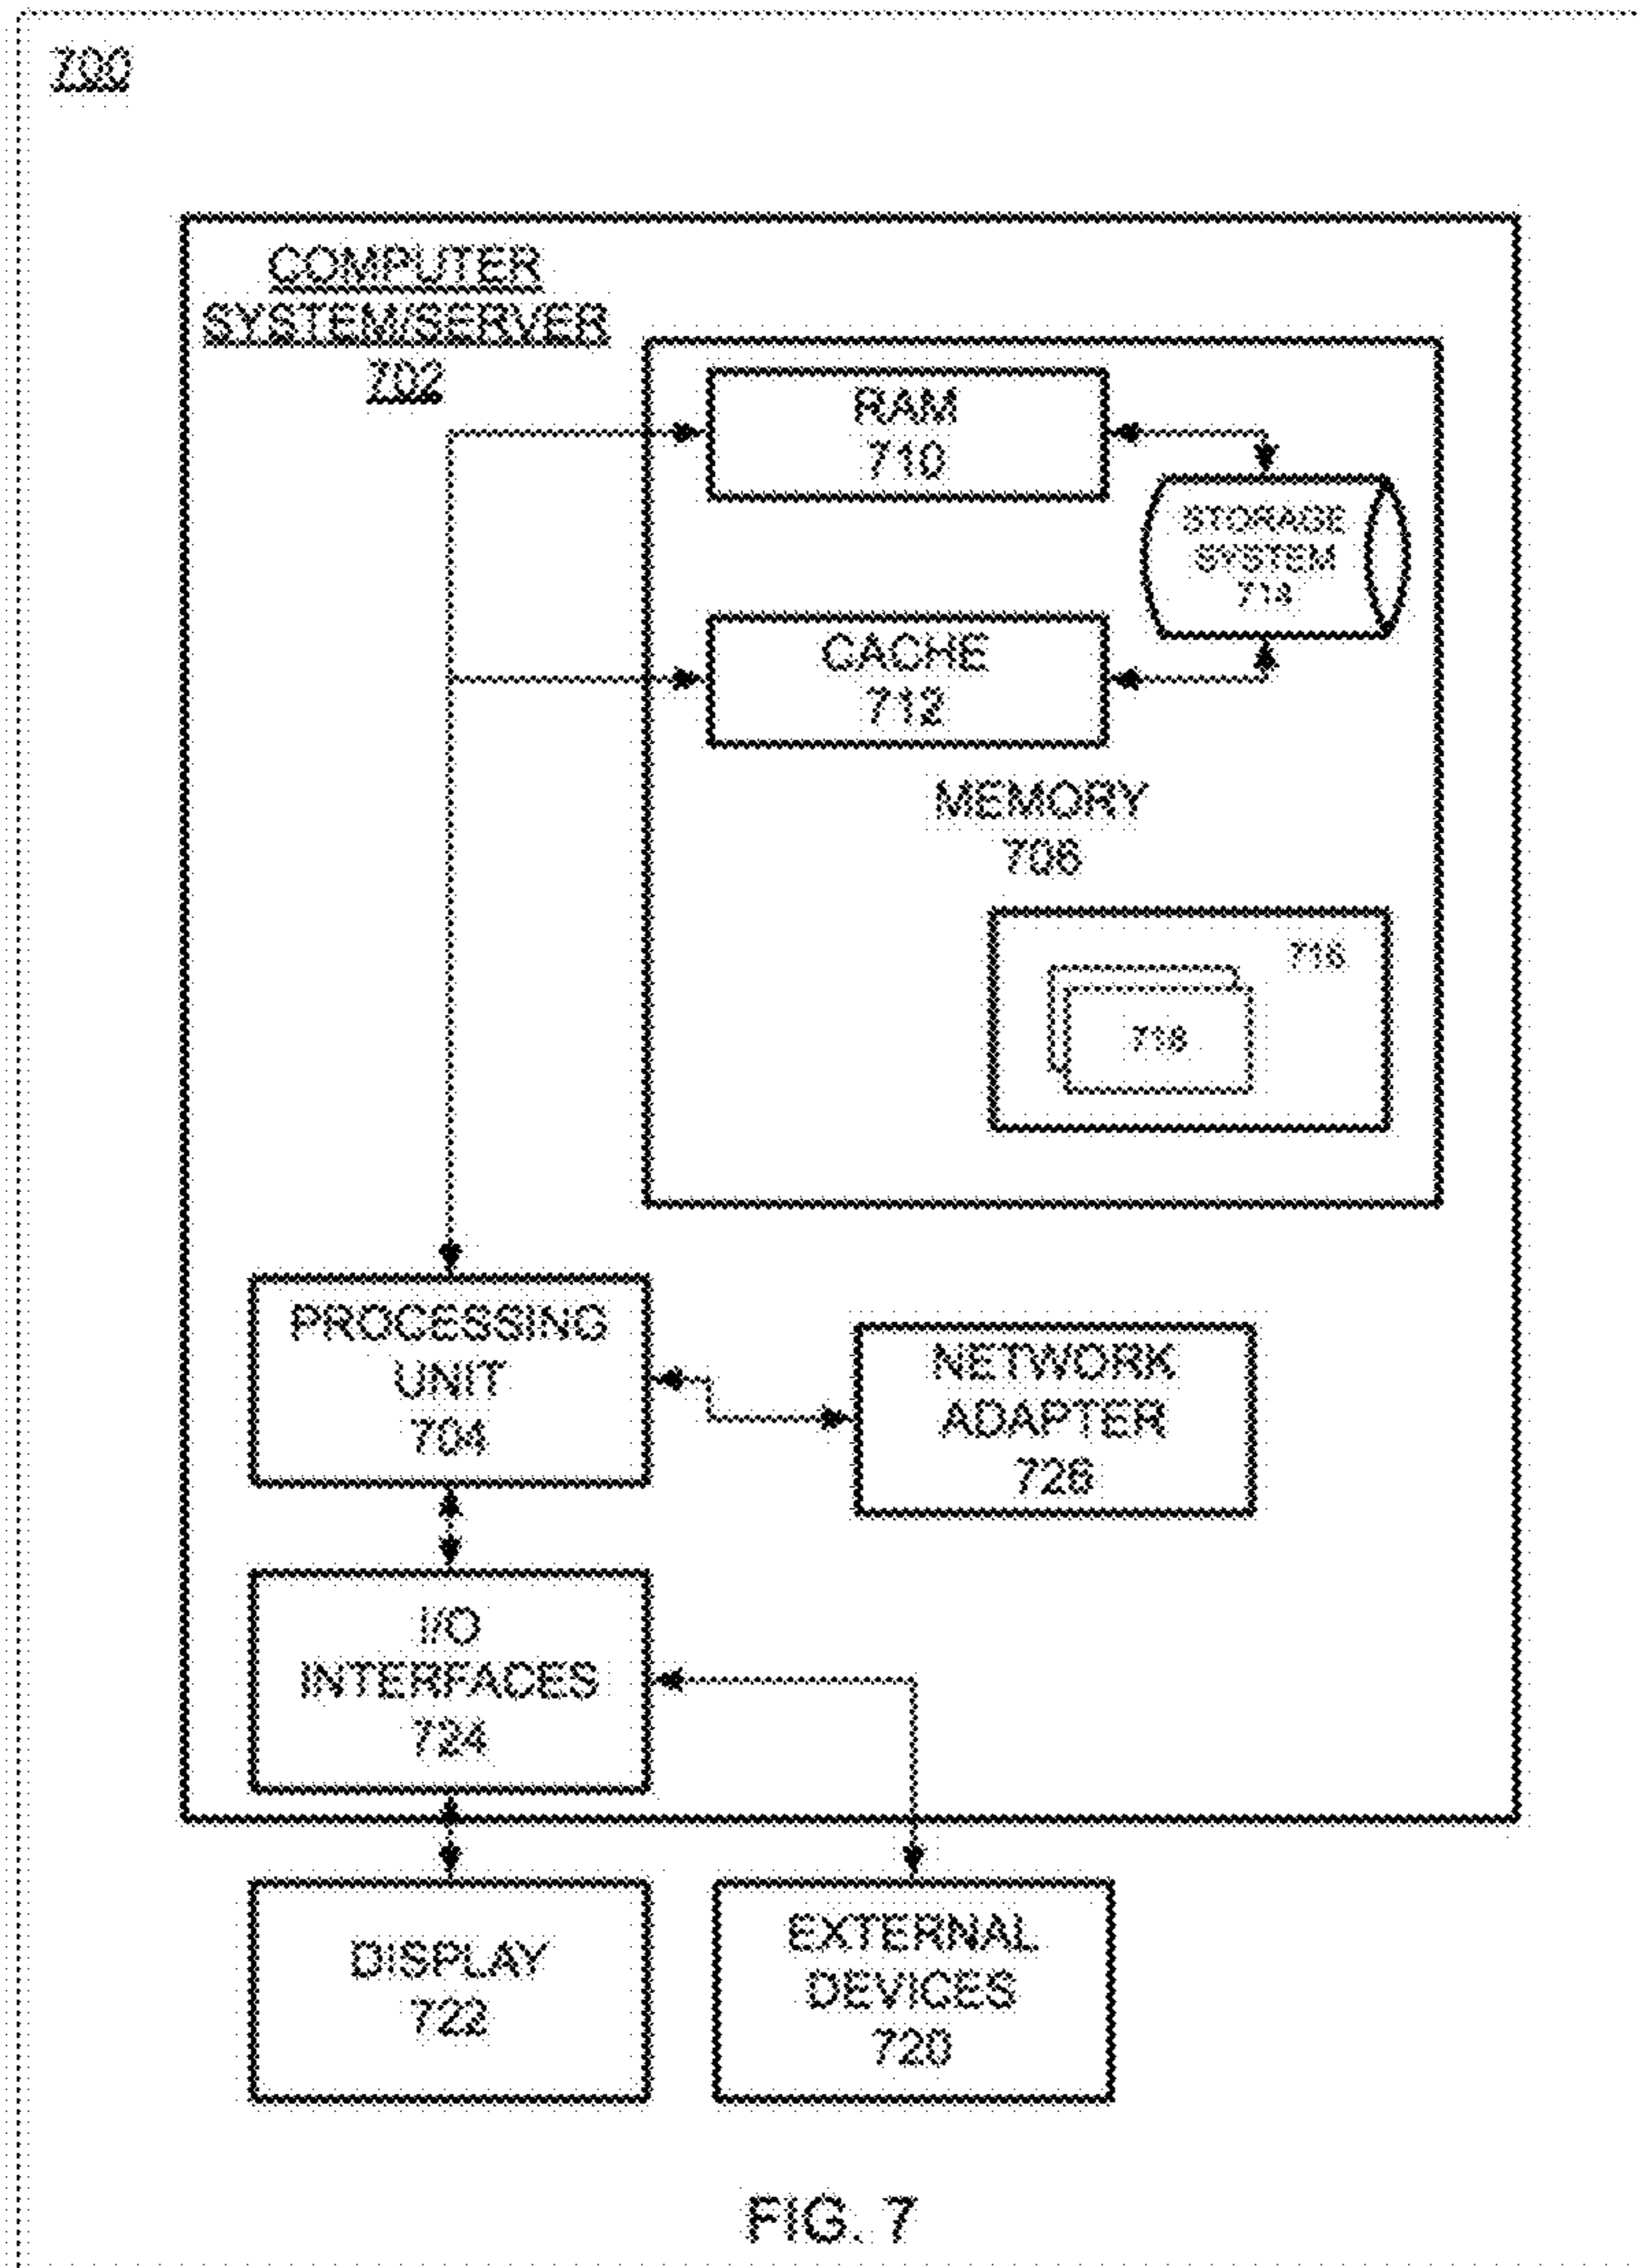 700
COMPUTER
SYSTEM/SERVER
702
RAM
710
STORAGE
SYSTEM
CACHE
712
MEMORY
706
716
718
PROCESSING
UNIT
704
NETWORK
ADAPTER
726
I/O
INTERFACES
724
DISPLAY
722
EXTERNAL
DEVICES
720
FIG. 7